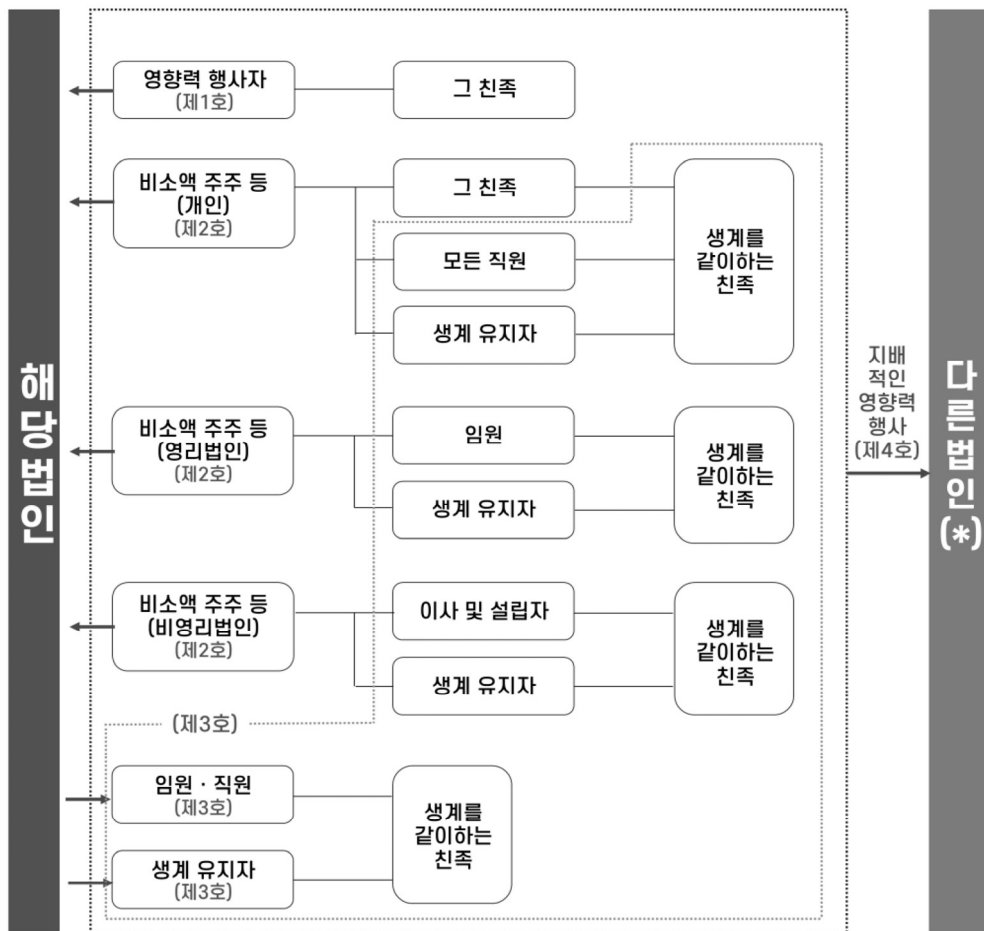 해당법인
영향력 행사자
(제1호)
그 친족
비소액 주주 등
(개인)
(제2호)
그 친족
모든 직원
생계 유지자
생계를
같이하는
친족
비소액 주주 등
(영리법인)
(제2호)
임원
생계 유지자
생계를
같이하는
친족
비소액 주주 등
(비영리법인)
(제2호)
이사 및 설립자
생계 유지자
생계를
같이하는
친족
(제3호)
임원 · 직원
(제3호)
생계 유지자
(제3호)
생계를
같이하는
친족
지배
적인
영향력
행사
(제4호)
다른법인(*)